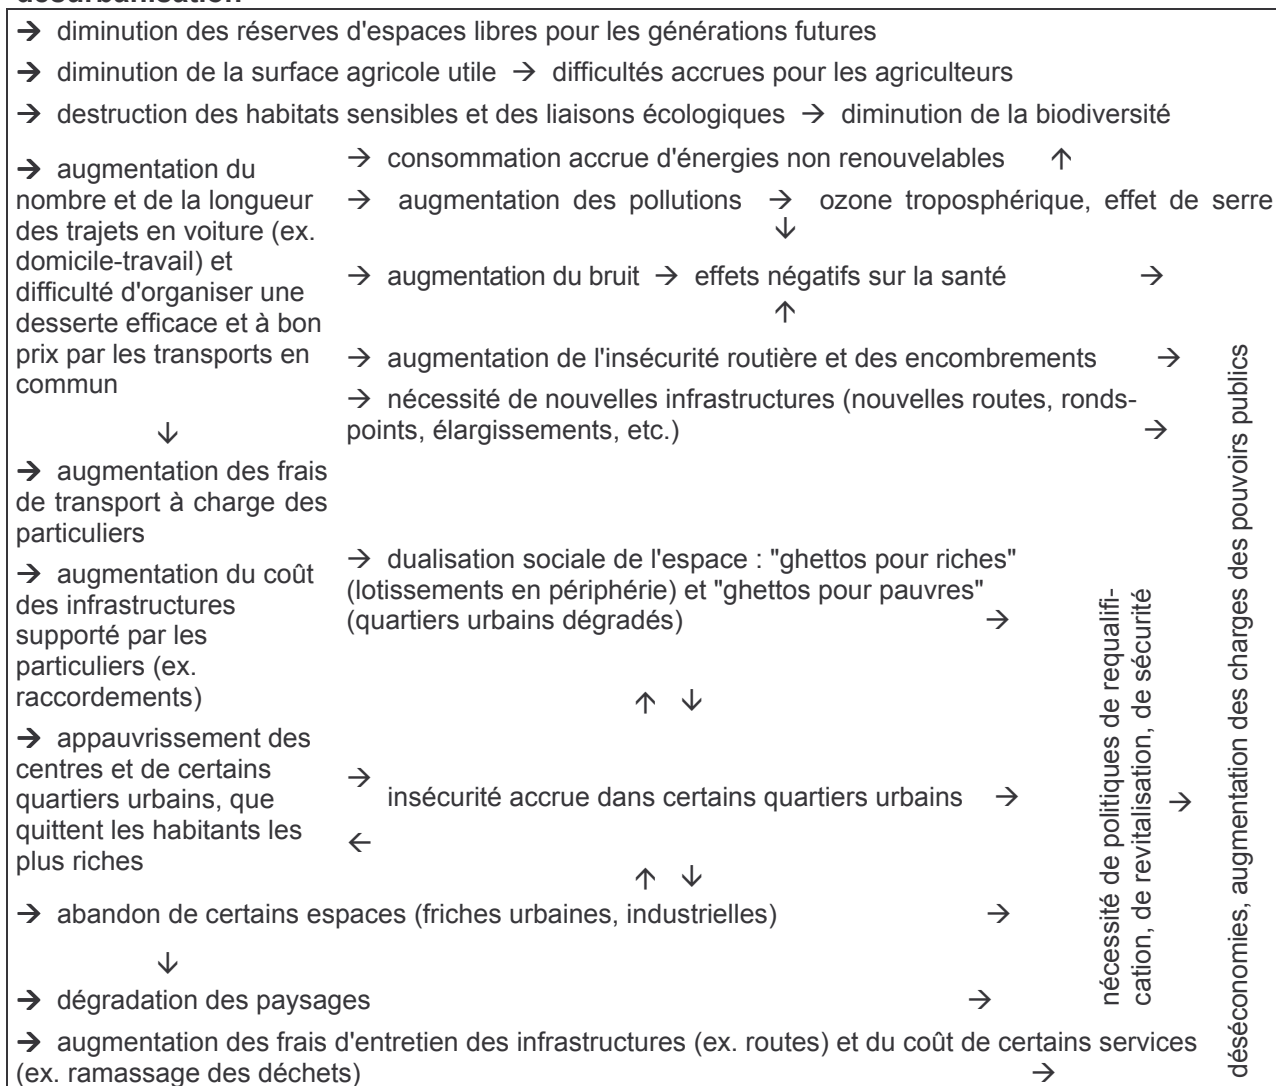 désurbanisation
→ diminution des réserves d'espaces libres pour les générations futures
→ diminution de la surface agricole utile → difficultés accrues pour les agriculteurs
→ destruction des habitats sensibles et des liaisons écologiques → diminution de la biodiversité
→ augmentation du
nombre et de la longueur
des trajets en voiture (ex.
domicile-travail) et
difficulté d'organiser une
desserte efficace et à bon
prix par les transports en
commun
↓
→ consommation accrue d'énergies non renouvelables ↑
→ augmentation des pollutions → ozone troposphérique, effet de serre
↓
→ augmentation du bruit → effets négatifs sur la santé →
↑
→ augmentation de l'insécurité routière et des encombrements →
→ nécessité de nouvelles infrastructures (nouvelles routes, ronds-
points, élargissements, etc.) →
→ augmentation des frais
de transport à charge des
particuliers
→ augmentation du coût
des infrastructures
supporté par les
particuliers (ex.
raccordements)
→ dualisation sociale de l'espace : "ghettos pour riches"
(lotissements en périphérie) et "ghettos pour pauvres"
(quartiers urbains dégradés) →
↑ ↓
→ appauvrissement des
centres et de certains
quartiers urbains, que
quittent les habitants les
plus riches
→
insécurité accrue dans certains quartiers urbains →
←
↑ ↓
→ abandon de certains espaces (friches urbaines, industrielles) →
↓
→ dégradation des paysages →
→ augmentation des frais d'entretien des infrastructures (ex. routes) et du coût de certains services
(ex. ramassage des déchets) →
nécessité de politiques de requalifi-
cation, de revitalisation, de sécurité
→
déséconomies, augmentation des charges des pouvoirs publics